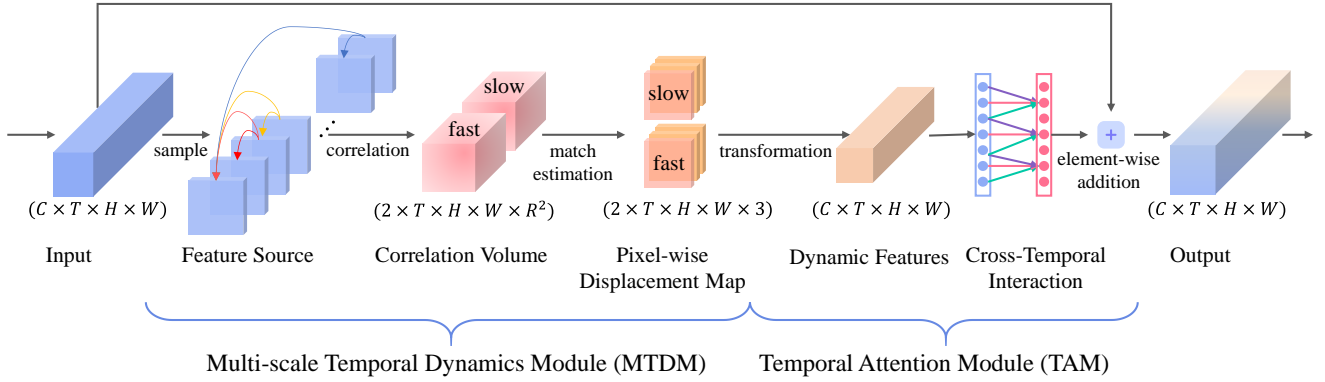 slow
fast
slow
fast
sample
correlation
match
estimation
transformation
+
element-wise
addition
(C × T × H × W)
(2 × T × H × W × R²)
(2 × T × H × W × 3)
(C × T × H × W)
(C × T × H × W)
Input
Feature Source
Correlation Volume
Pixel-wise
Displacement Map
Dynamic Features
Cross-Temporal
Interaction
Output
Multi-scale Temporal Dynamics Module (MTDM)
Temporal Attention Module (TAM)